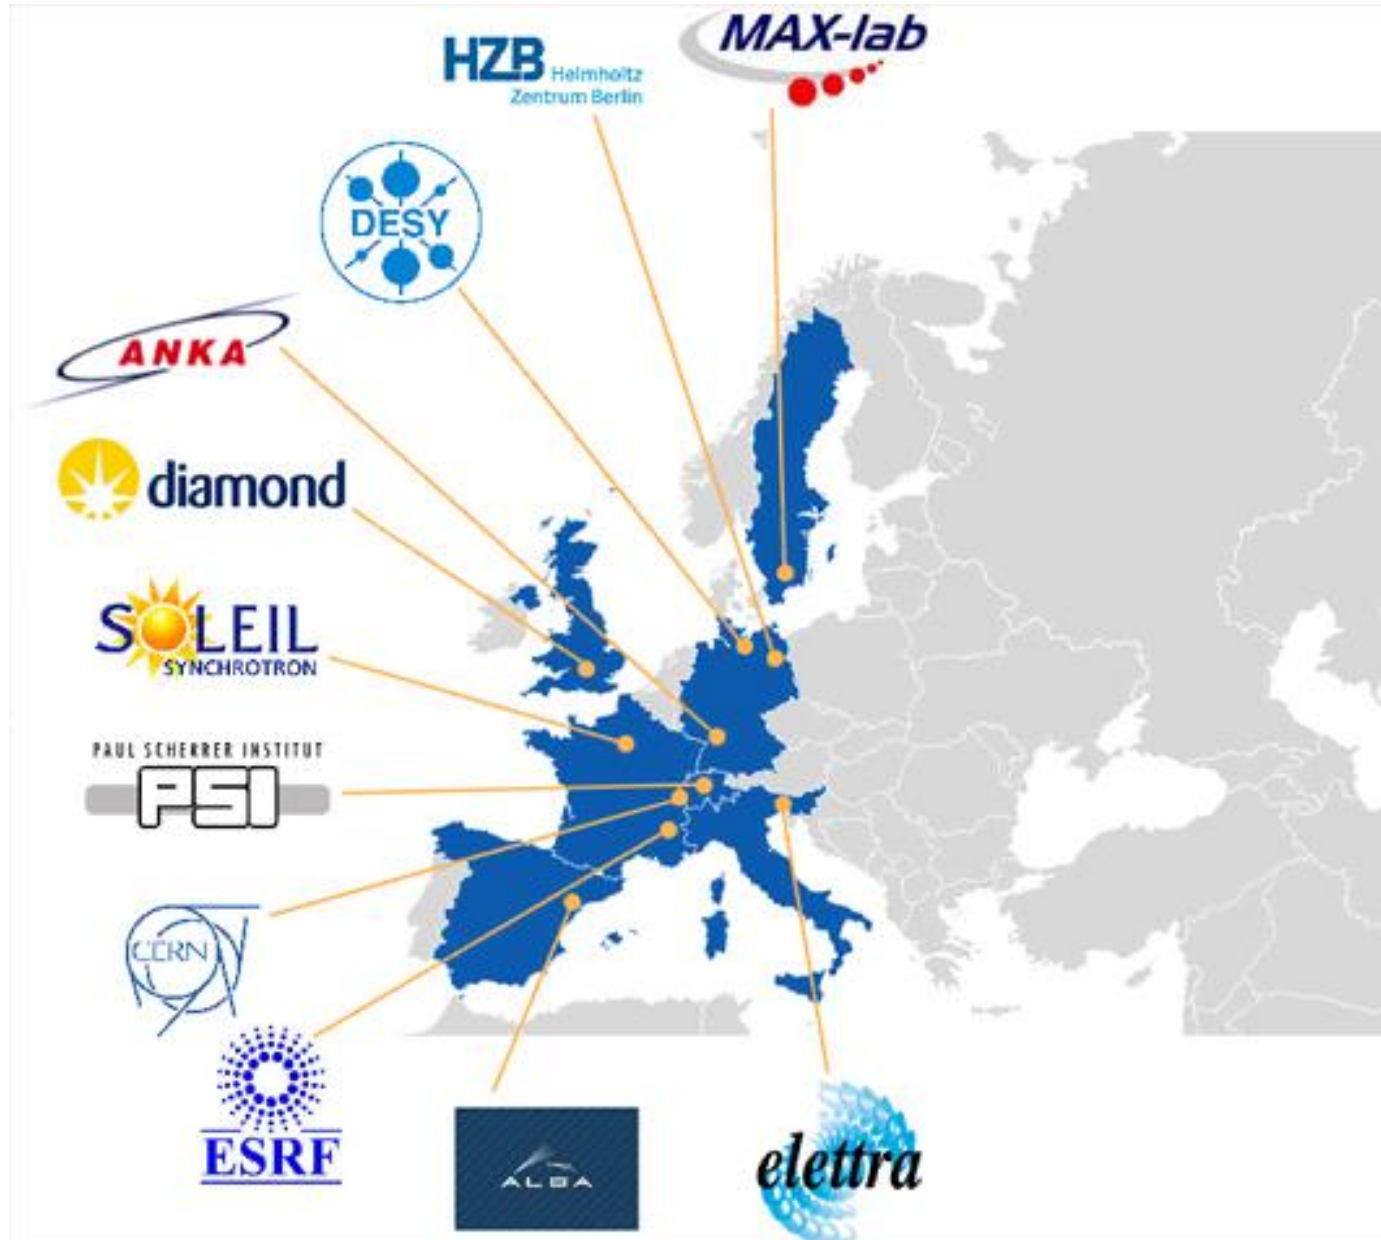 MAX-lab
HZB Helmholtz
Zentrum Berlin
DESY
ANKA
diamond
SOLEIL
SYNCHROTRON
PAUL SCHERRER INSTITUT
PSI
CERN
ESRF
ALBA
elettra